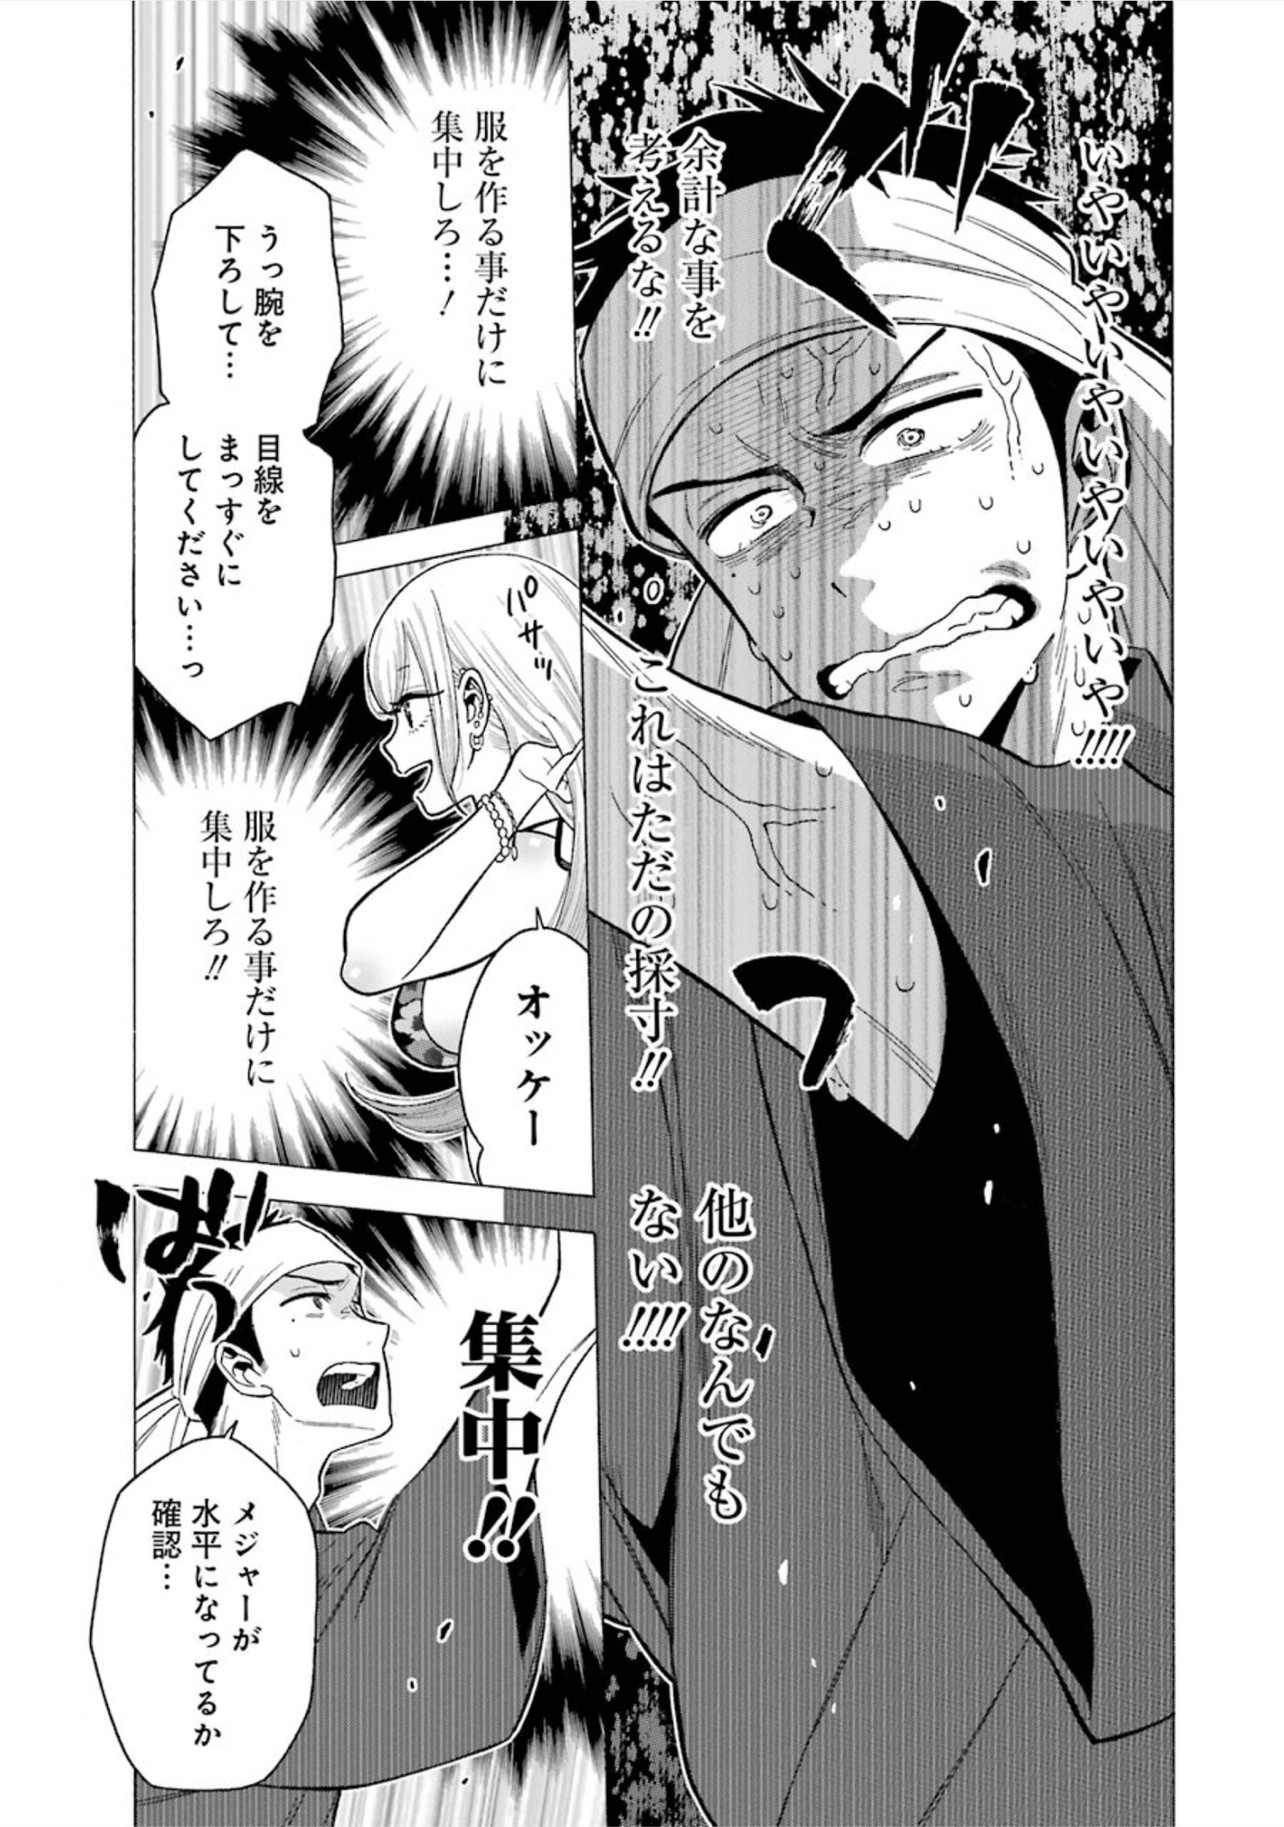 いやいやいやいやいやいや!!!!
余計な事を
考えるな!!
これはただの採寸!!
他のなんでも
ない!!!!
服を作る事だけに
集中しろ…!
うっ腕を
下ろして…
目線を
まっすぐに
してください…っ
パサッ
オッケー
服を作る事だけに
集中しろ!!
集中!!
メジャーが
水平になってるか
確認…